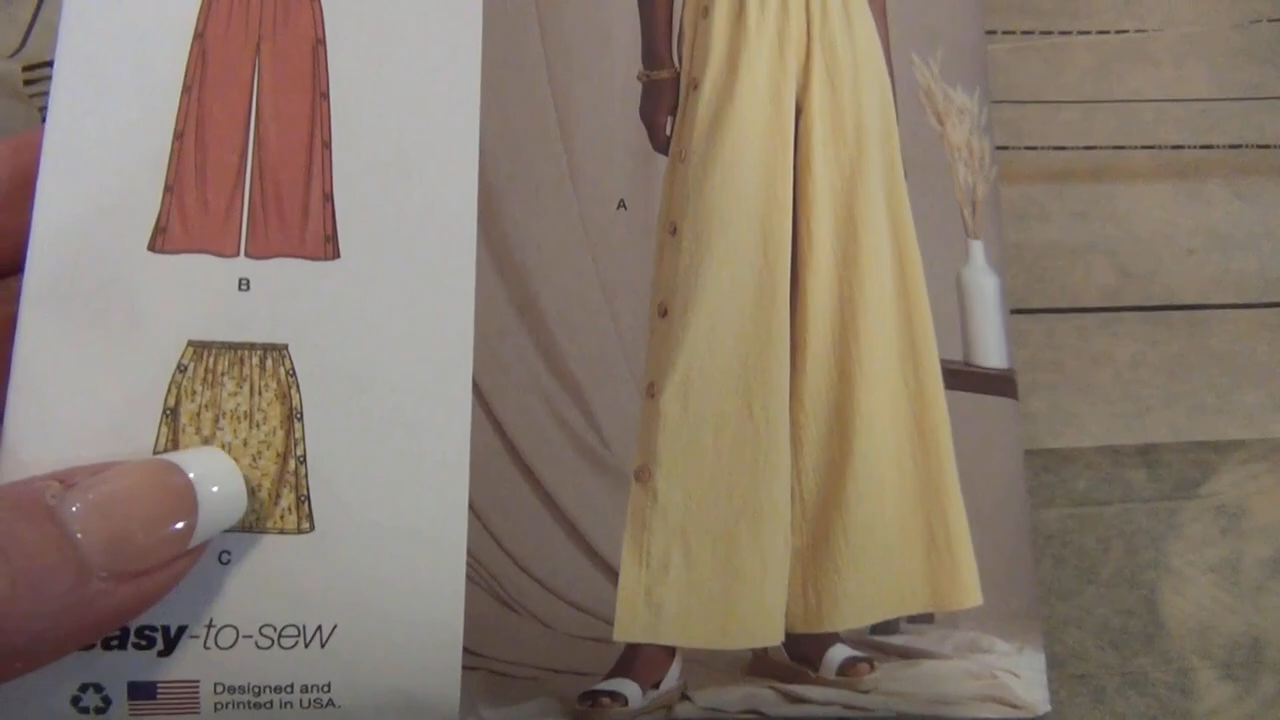 B
A
C
easy-to-sew
Designed and
printed in USA.